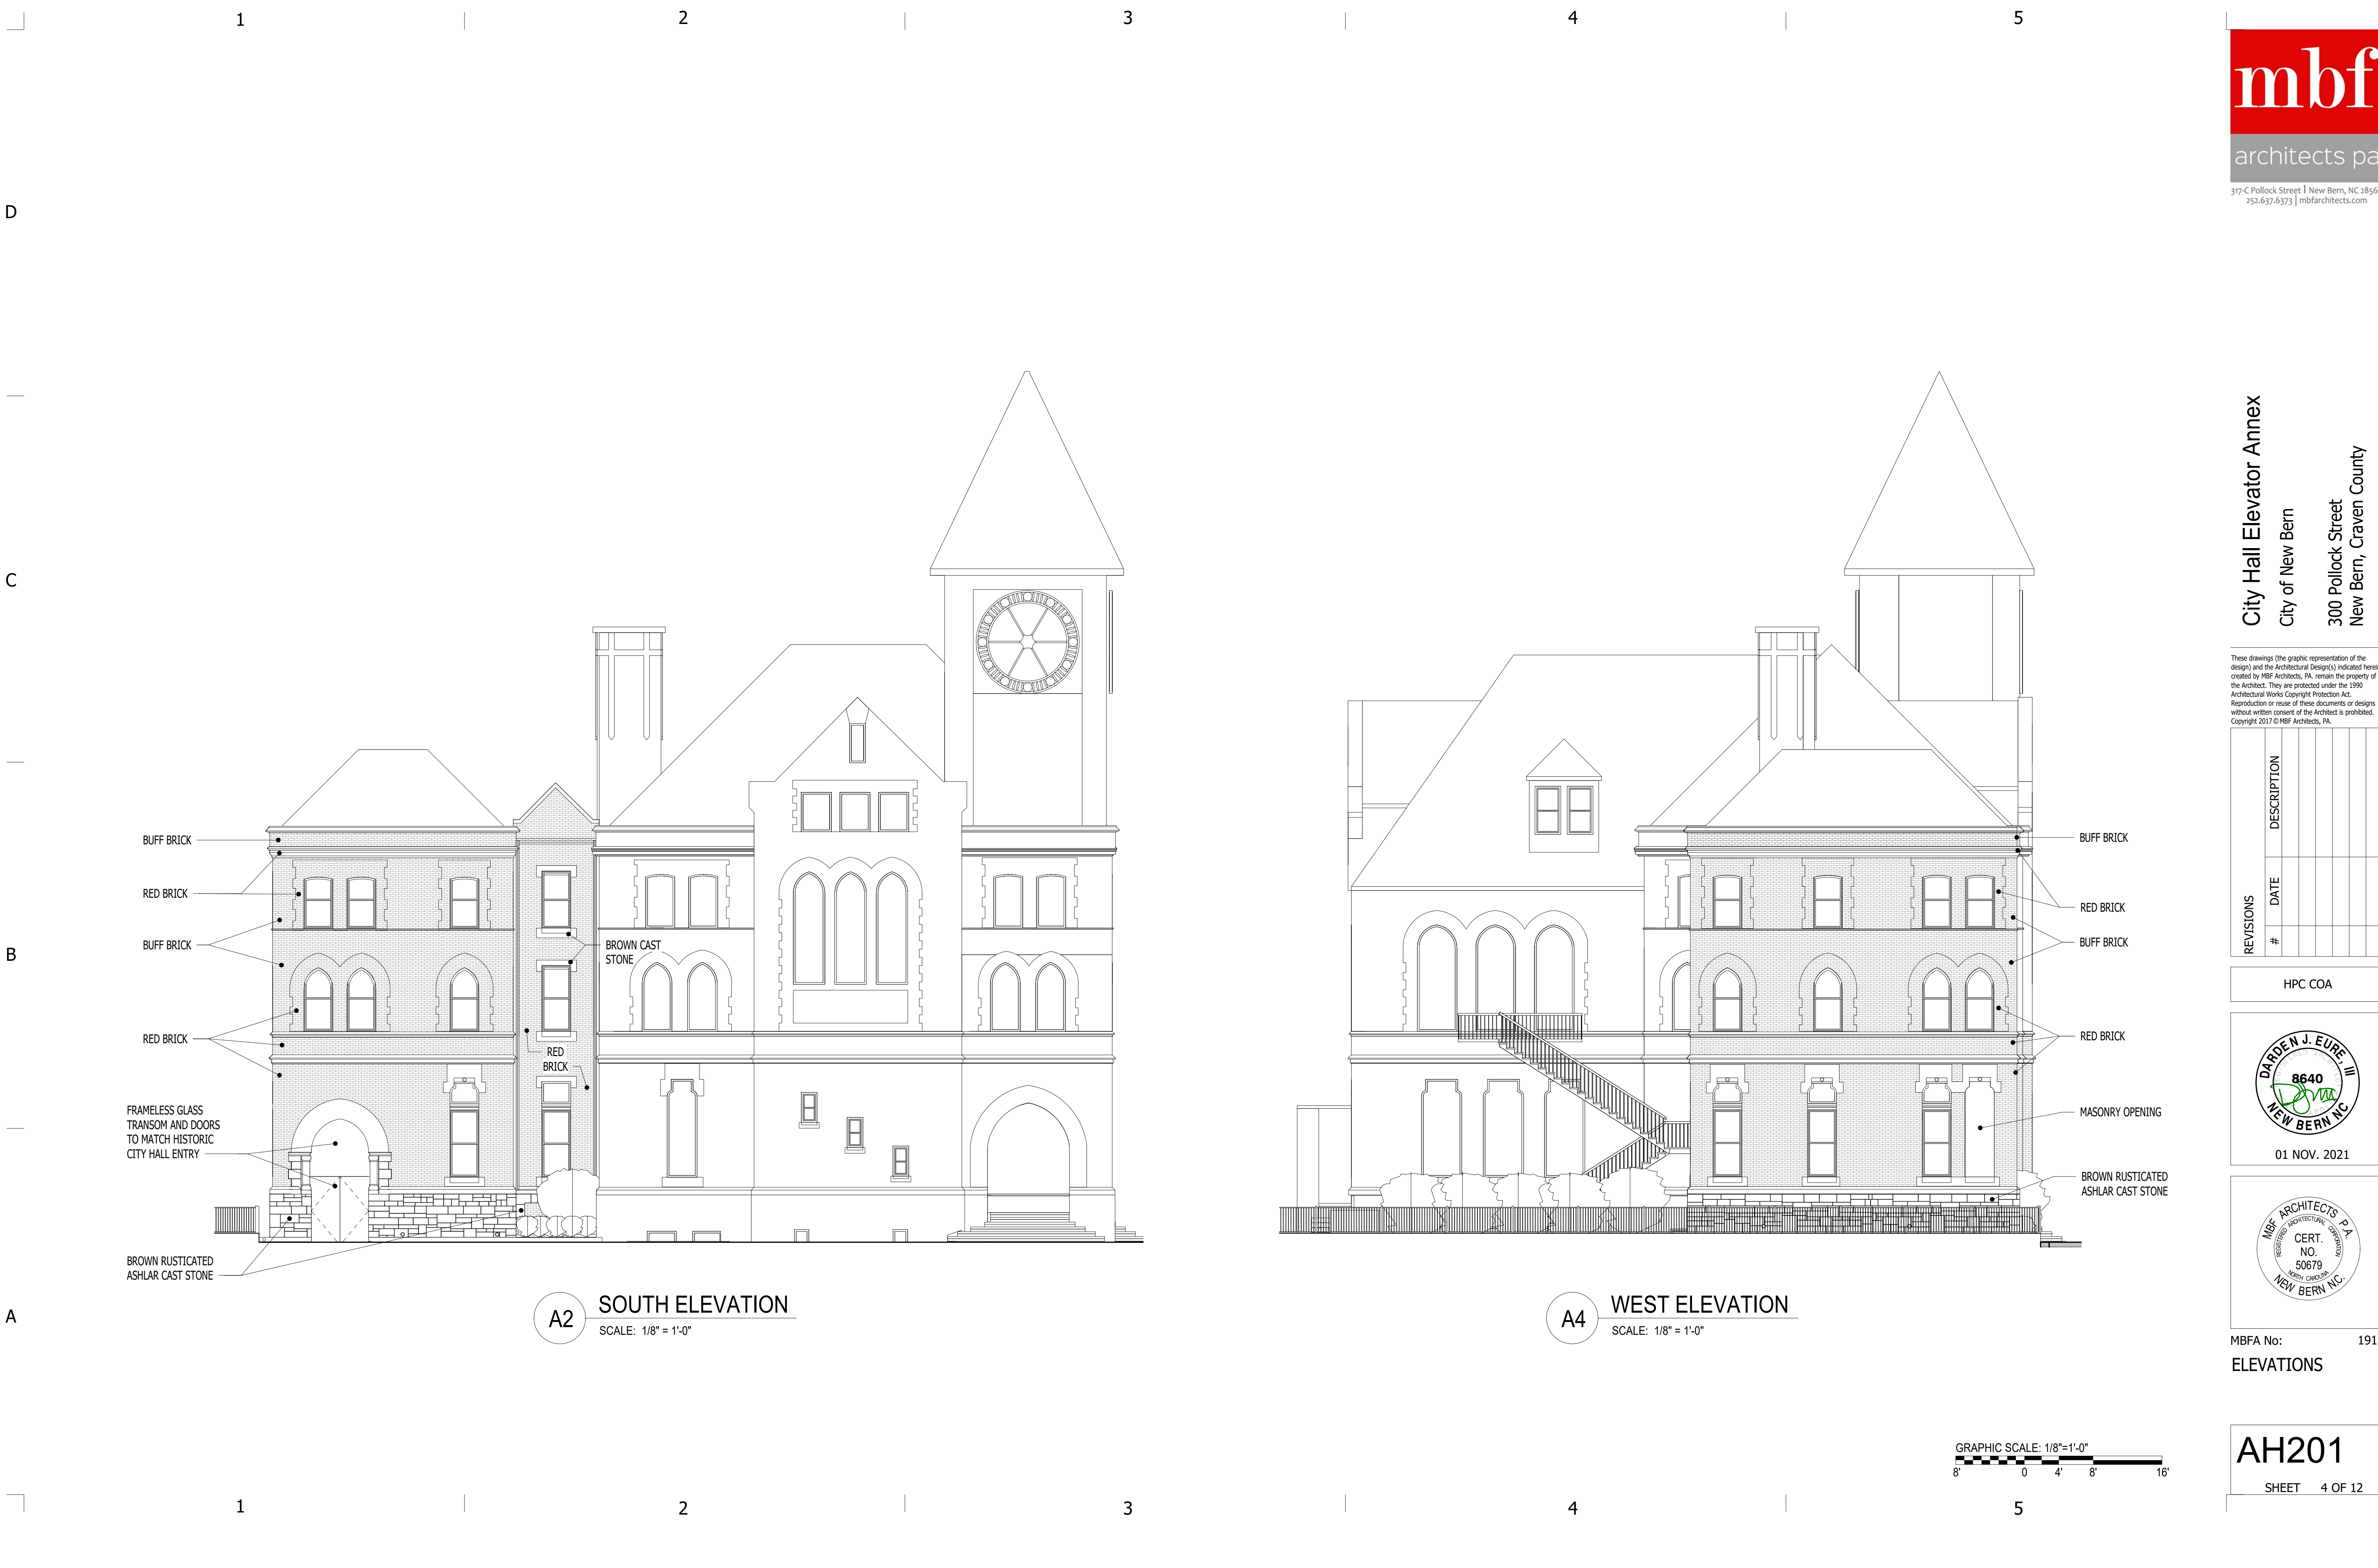 1
2
3
4
5
D
C
B
A
BUFF BRICK
RED BRICK
BUFF BRICK
RED BRICK
FRAMELESS GLASS
TRANSOM AND DOORS
TO MATCH HISTORIC
CITY HALL ENTRY
BROWN RUSTICATED
ASHLAR CAST STONE
BROWN CAST
STONE
RED
BRICK
A2
SOUTH ELEVATION
SCALE: 1/8" = 1'-0"
BUFF BRICK
RED BRICK
BUFF BRICK
RED BRICK
MASONRY OPENING
BROWN RUSTICATED
ASHLAR CAST STONE
A4
WEST ELEVATION
SCALE: 1/8" = 1'-0"
GRAPHIC SCALE: 1/8"=1'-0"
8' 0 4' 8' 16'
1
2
3
4
5
mbf
architects pa
317-C Pollock Street | New Bern, NC 2856
252.637.6373 | mbfarchitects.com
City Hall Elevator Annex
City of New Bern
300 Pollock Street
New Bern, Craven County
These drawings (the graphic representation of the
design) and the Architectural Design(s) indicated herei
created by MBF Architects, PA. remain the property of
the Architect. They are protected under the 1990
Architectural Works Copyright Protection Act.
Reproduction or reuse of these documents or designs
without written consent of the Architect is prohibited.
Copyright 2017 © MBF Architects, PA.
REVISIONS
# DATE DESCRIPTION
HPC COA
DARDEN J. EURE, III
8640
NEW BERN NC
01 NOV. 2021
MBF ARCHITECTS P.A.
REGISTERED ARCHITECTURAL CORPORATION
CERT.
NO.
50679
NORTH CAROLINA
NEW BERN N.C.
MBFA No: 191
ELEVATIONS
AH201
SHEET 4 OF 12